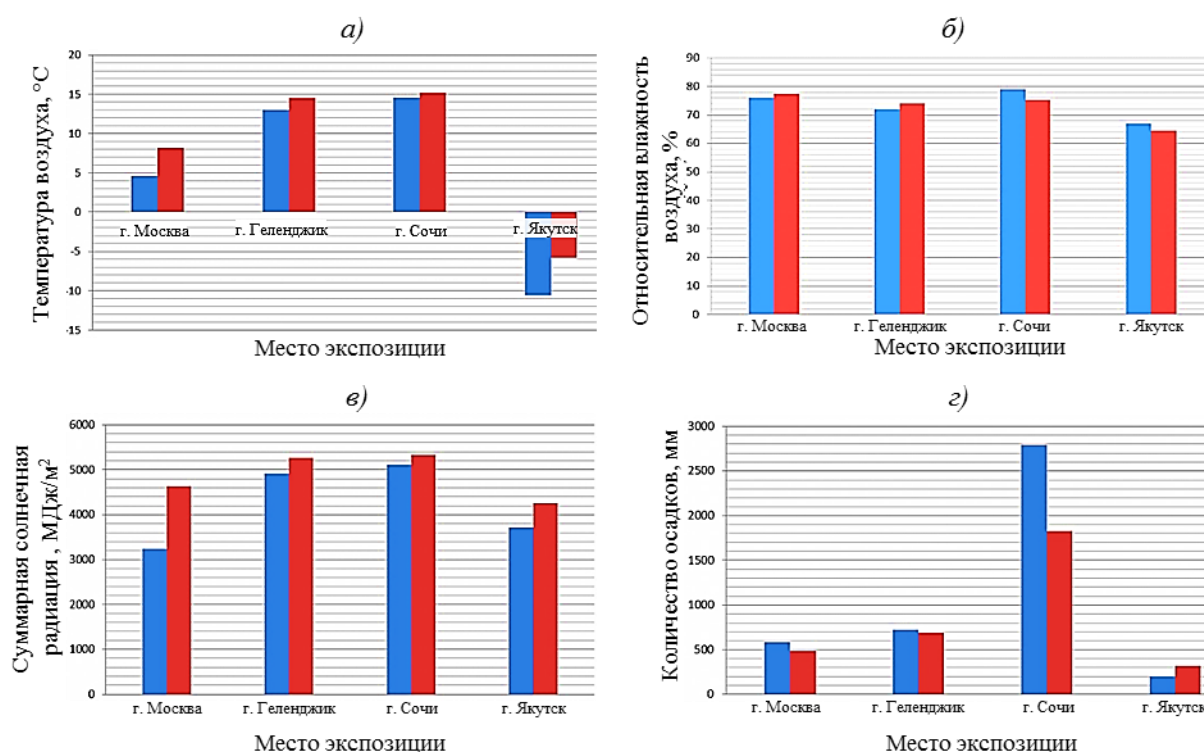 а)
Температура воздуха, °С
20
15
10
5
0
-5
-10
-15
г. Москва
г. Геленджик
г. Сочи
г. Якутск
Место экспозиции
б)
Относительная влажность
воздуха, %
90
80
70
60
50
40
30
20
10
0
г. Москва
г. Геленджик
г. Сочи
г. Якутск
Место экспозиции
в)
Суммарная солнечная
радиация , МДж/м²
6000
5000
4000
3000
2000
1000
0
г. Москва
г. Геленджик
г. Сочи
г. Якутск
Место экспозиции
г)
Количество осадков, мм
3000
2500
2000
1500
1000
500
0
г. Москва
г. Геленджик
г. Сочи
г. Якутск
Место экспозиции